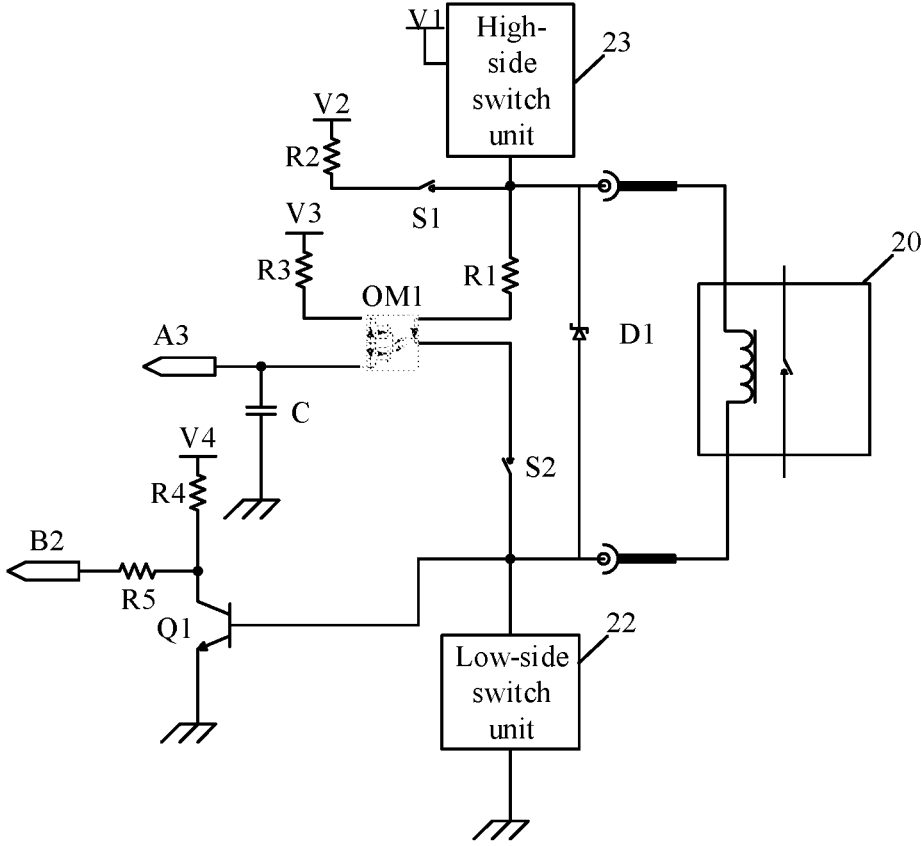 V1
High-
side
switch
unit
23
V2
R2
S1
V3
R3
R1
20
OM1
A3
D1
C
V4
S2
R4
B2
R5
Q1
22
Low-side
switch
unit